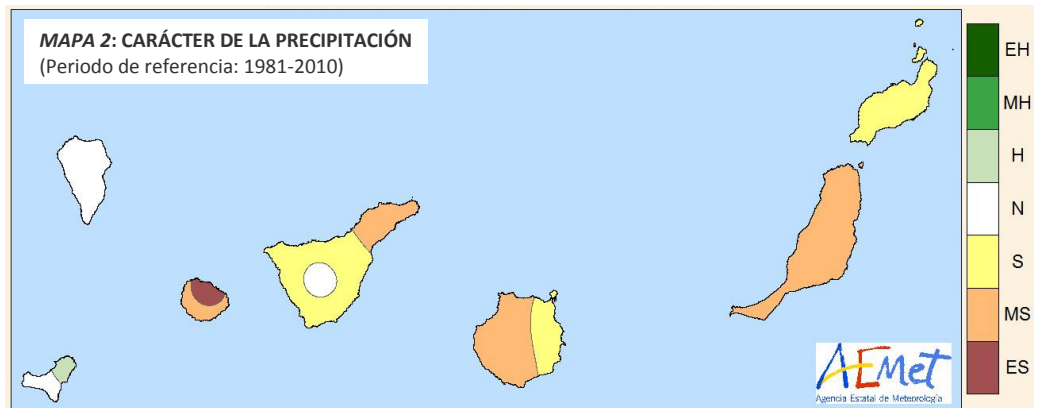 MAPA 2: CARÁCTER DE LA PRECIPITACIÓN
(Periodo de referencia: 1981-2010)
EH
MH
H
N
S
MS
ES
AEMet
Agencia Estatal de Meteorología